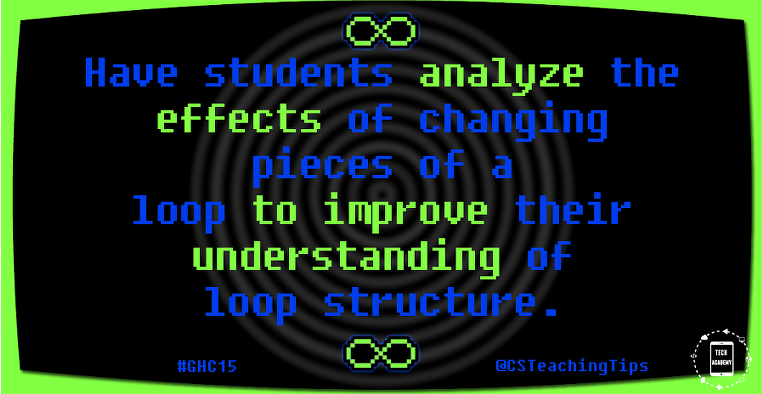 Have students analyze the
effects of changing
pieces of a
loop to improve their
understanding of
loop structure.
#GHC15
@CSTeachingTips
TECH
ACADEMY